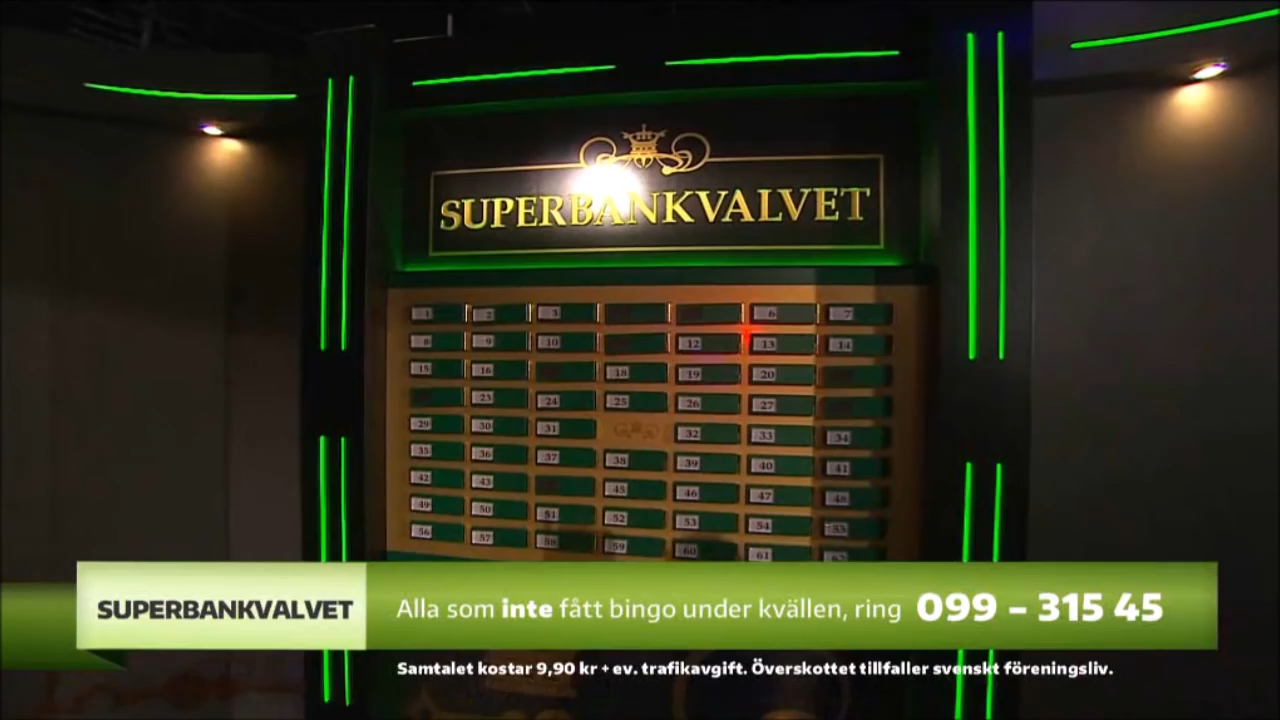 SUPERBANKVALVET
1 2 3 6 7
8 9 10 12 13 14
15 16 18 19 20
23 24 25 26 27
29 30 31 32 33 34
35 36 37 38 39 40 41
42 43 45 46 47 48
49 50 51 52 53 54 55
56 57 58 59 60 61 62
SUPERBANKVALVET Alla som inte fått bingo under kvällen, ring 099 – 315 45
Samtalet kostar 9,90 kr + ev. trafikavgift. Överskottet tillfaller svenskt föreningsliv.